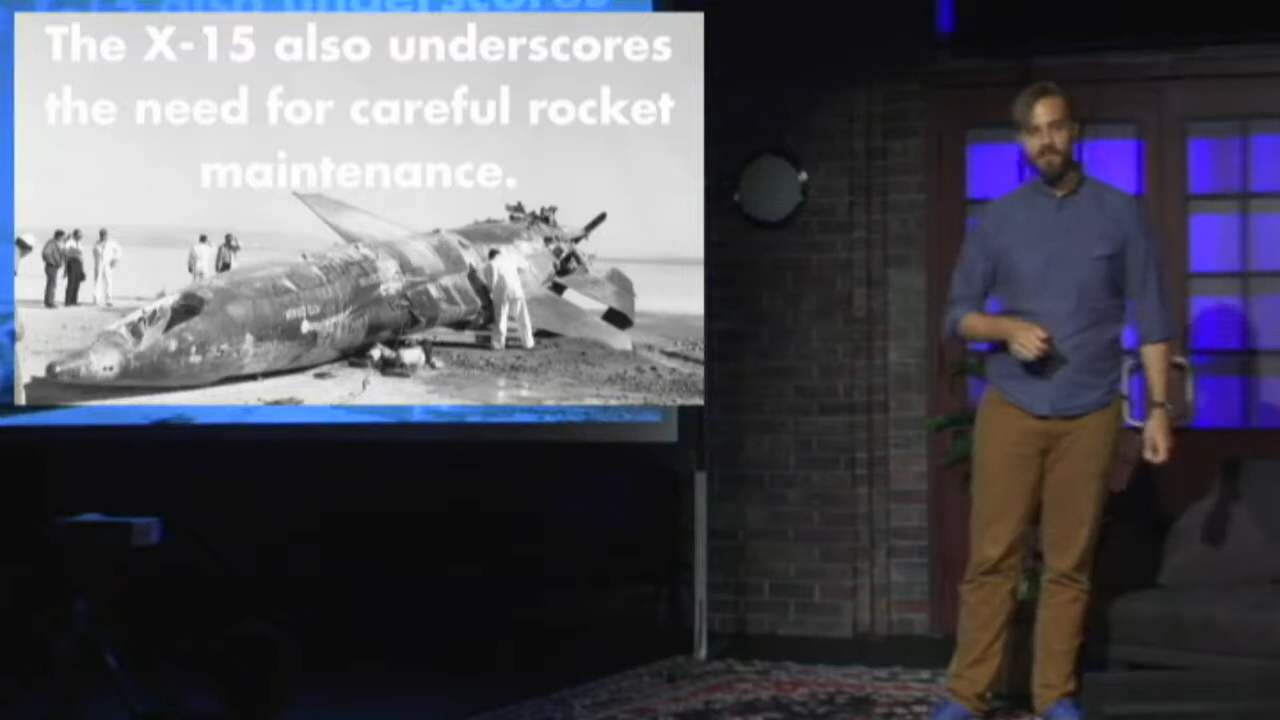 The X-15 also underscores
the need for careful rocket
maintenance.